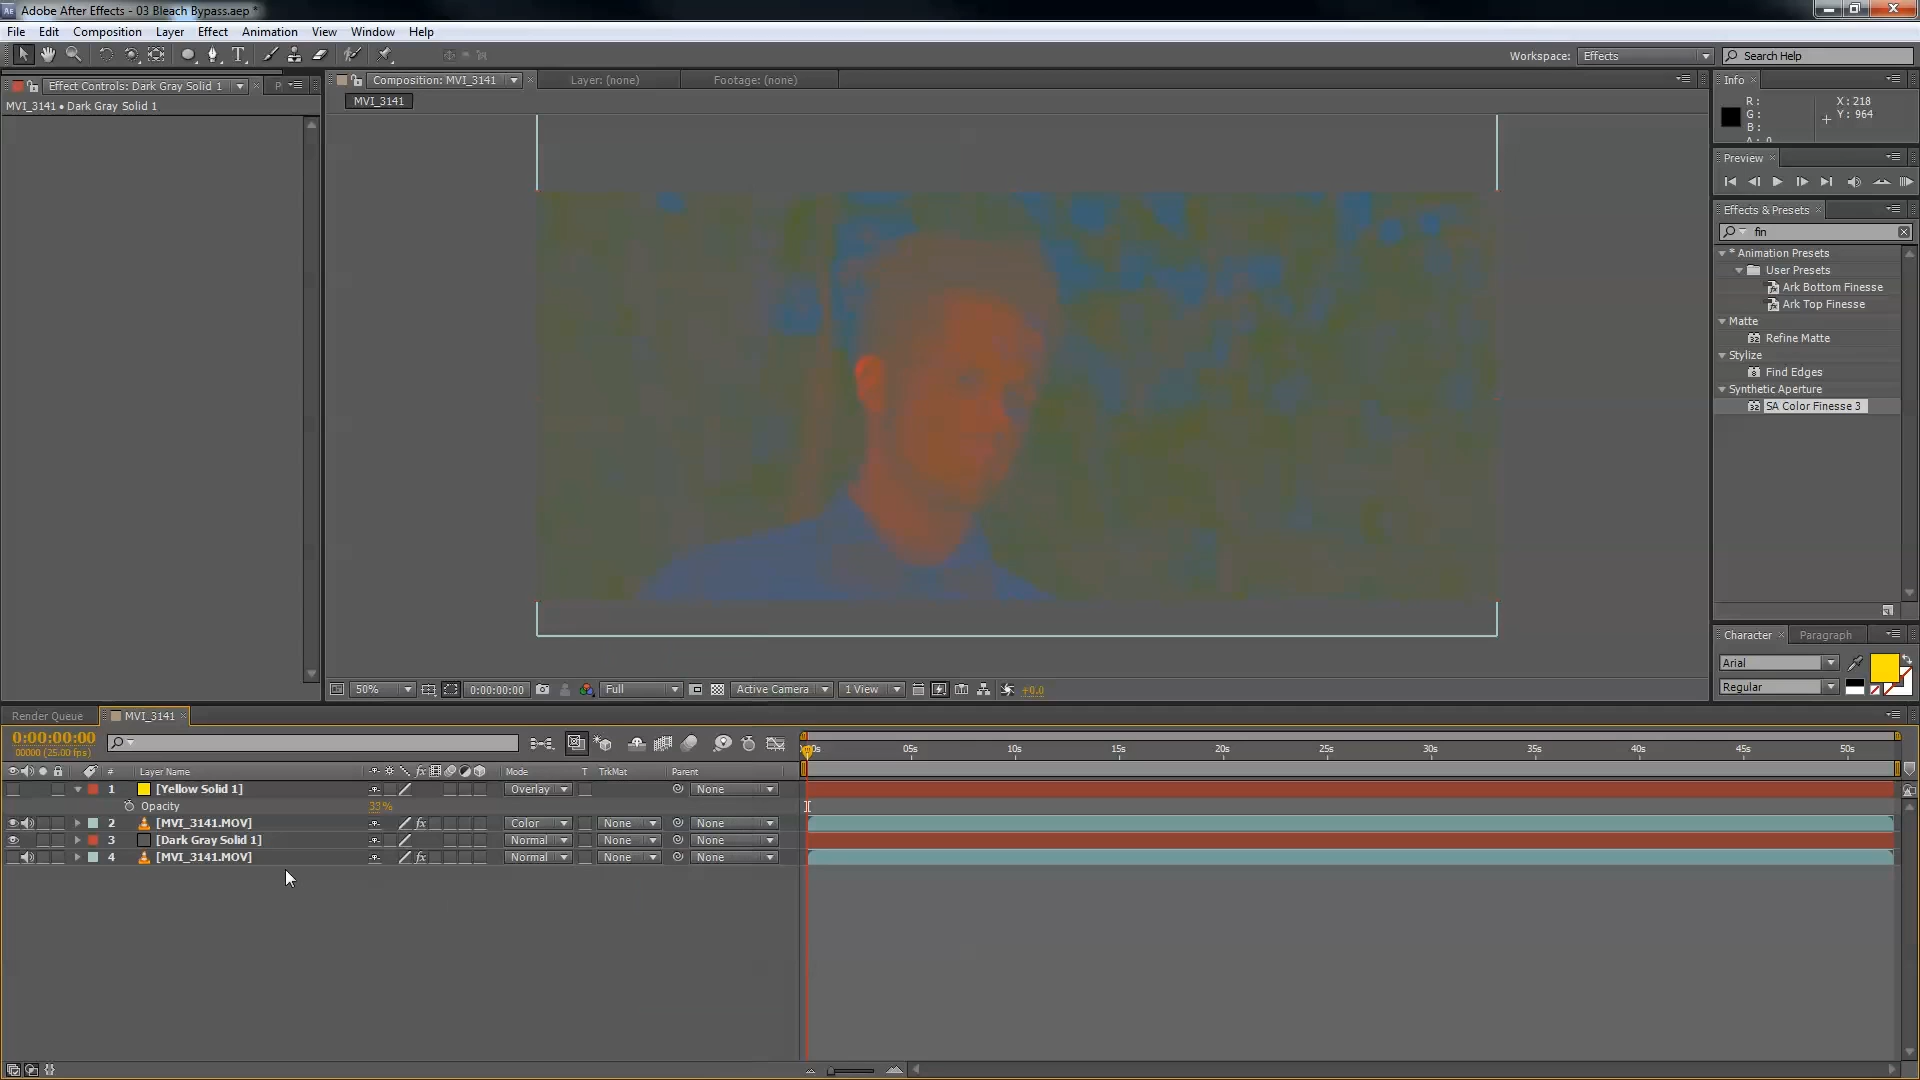 Adobe After Effects - 03 Bleach Bypass.aep *
File Edit Composition Layer Effect Animation View Window Help
Workspace: Effects Search Help
Effect Controls: Dark Gray Solid 1 P
Composition: MVI_3141 Layer: (none) Footage: (none)
Info
MVI_3141 • Dark Gray Solid 1
MVI_3141
R:
G:
B:
X: 218
Y: 964
Preview
Effects & Presets
fin
* Animation Presets
User Presets
Ark Bottom Finesse
Ark Top Finesse
Matte
Refine Matte
Stylize
Find Edges
Synthetic Aperture
SA Color Finesse 3
Character Paragraph
Arial
Regular
50% 0:00:00:00 Full Active Camera 1 View +0.0
Render Queue MVI_3141
0:00:00:00
00000 (25.00 fps)
05s 10s 15s 20s 25s 30s 35s 40s 45s 50s
# Layer Name Mode T TrkMat Parent
1 [Yellow Solid 1] Overlay None
Opacity 33%
2 [MVI_3141.MOV] fx Color None None
3 [Dark Gray Solid 1] Normal None None
4 [MVI_3141.MOV] fx Normal None None